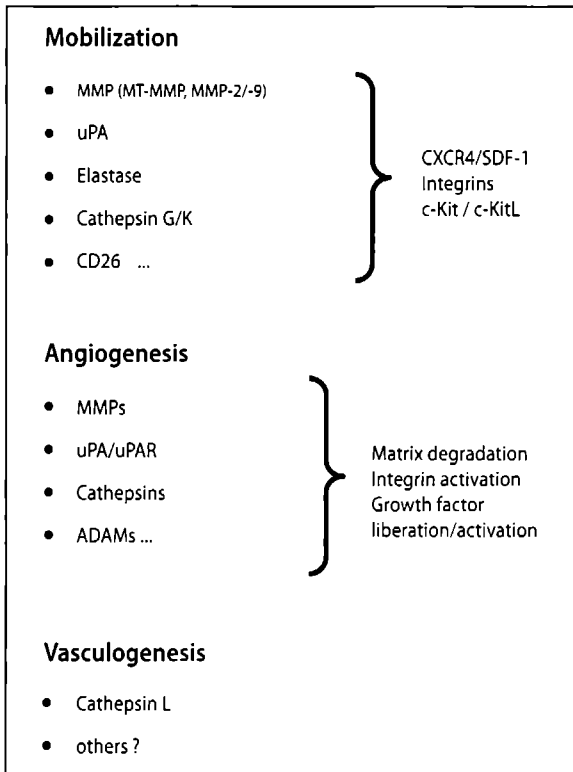 Mobilization
• MMP (MT-MMP, MMP-2/-9)
• uPA
• Elastase
• Cathepsin G/K
• CD26 ...
CXCR4/SDF-1
Integrins
c-Kit / c-KitL
Angiogenesis
• MMPs
• uPA/uPAR
• Cathepsins
• ADAMs ...
Matrix degradation
Integrin activation
Growth factor
liberation/activation
Vasculogenesis
• Cathepsin L
• others ?